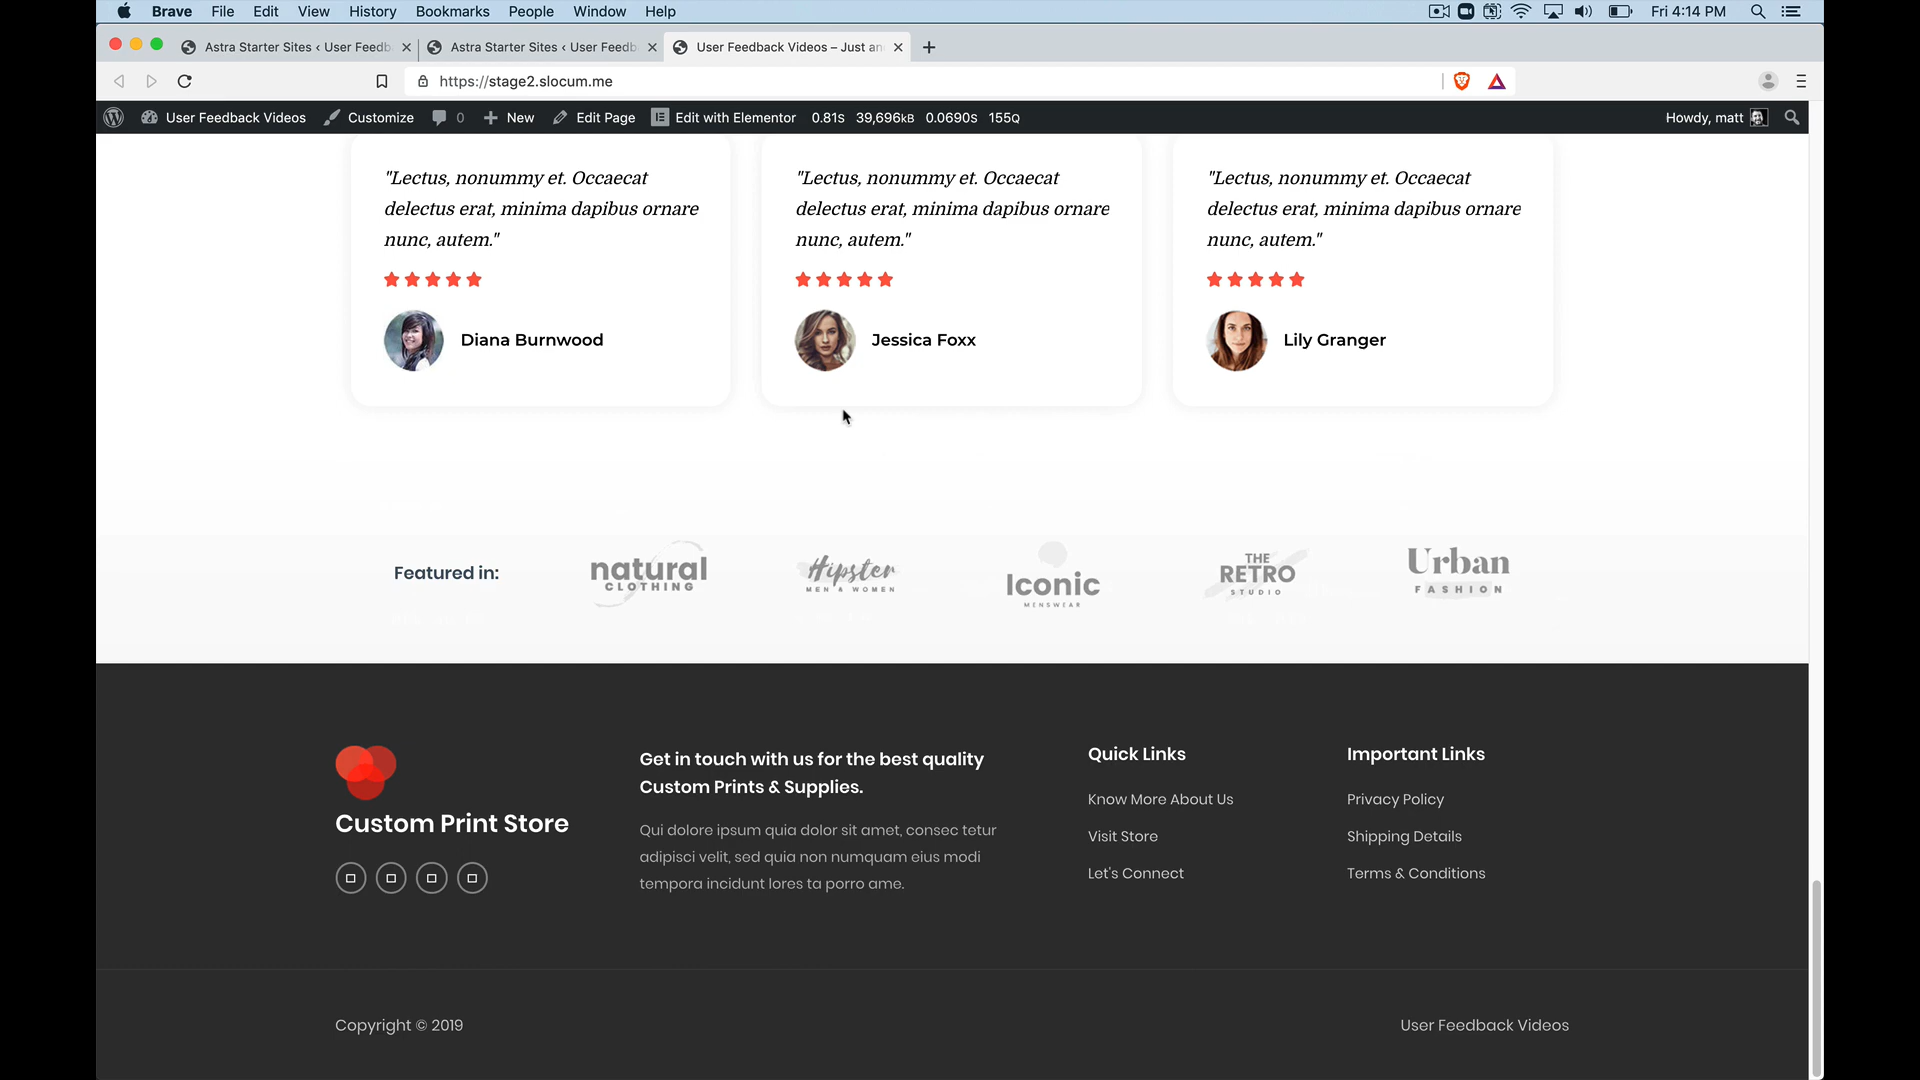 Brave File Edit View History Bookmarks People Window Help Fri 4:14 PM
Astra Starter Sites ‹ User Feedb Astra Starter Sites ‹ User Feedb User Feedback Videos – Just an
https://stage2.slocum.me
User Feedback Videos Customize 0 New Edit Page Edit with Elementor 0.81S 39,696KB 0.0690S 155Q Howdy, matt
"Lectus, nonummy et. Occaecat
delectus erat, minima dapibus ornare
nunc, autem."
Diana Burnwood
"Lectus, nonummy et. Occaecat
delectus erat, minima dapibus ornare
nunc, autem."
Jessica Foxx
"Lectus, nonummy et. Occaecat
delectus erat, minima dapibus ornare
nunc, autem."
Lily Granger
Featured in:
natural
CLOTHING
Hipster
MEN & WOMEN
Iconic
MENSWEAR
THE
RETRO
STUDIO
Urban
FASHION
Custom Print Store
Get in touch with us for the best quality
Custom Prints & Supplies.
Qui dolore ipsum quia dolor sit amet, consec tetur
adipisci velit, sed quia non numquam eius modi
tempora incidunt lores ta porro ame.
Quick Links
Know More About Us
Visit Store
Let's Connect
Important Links
Privacy Policy
Shipping Details
Terms & Conditions
Copyright © 2019
User Feedback Videos